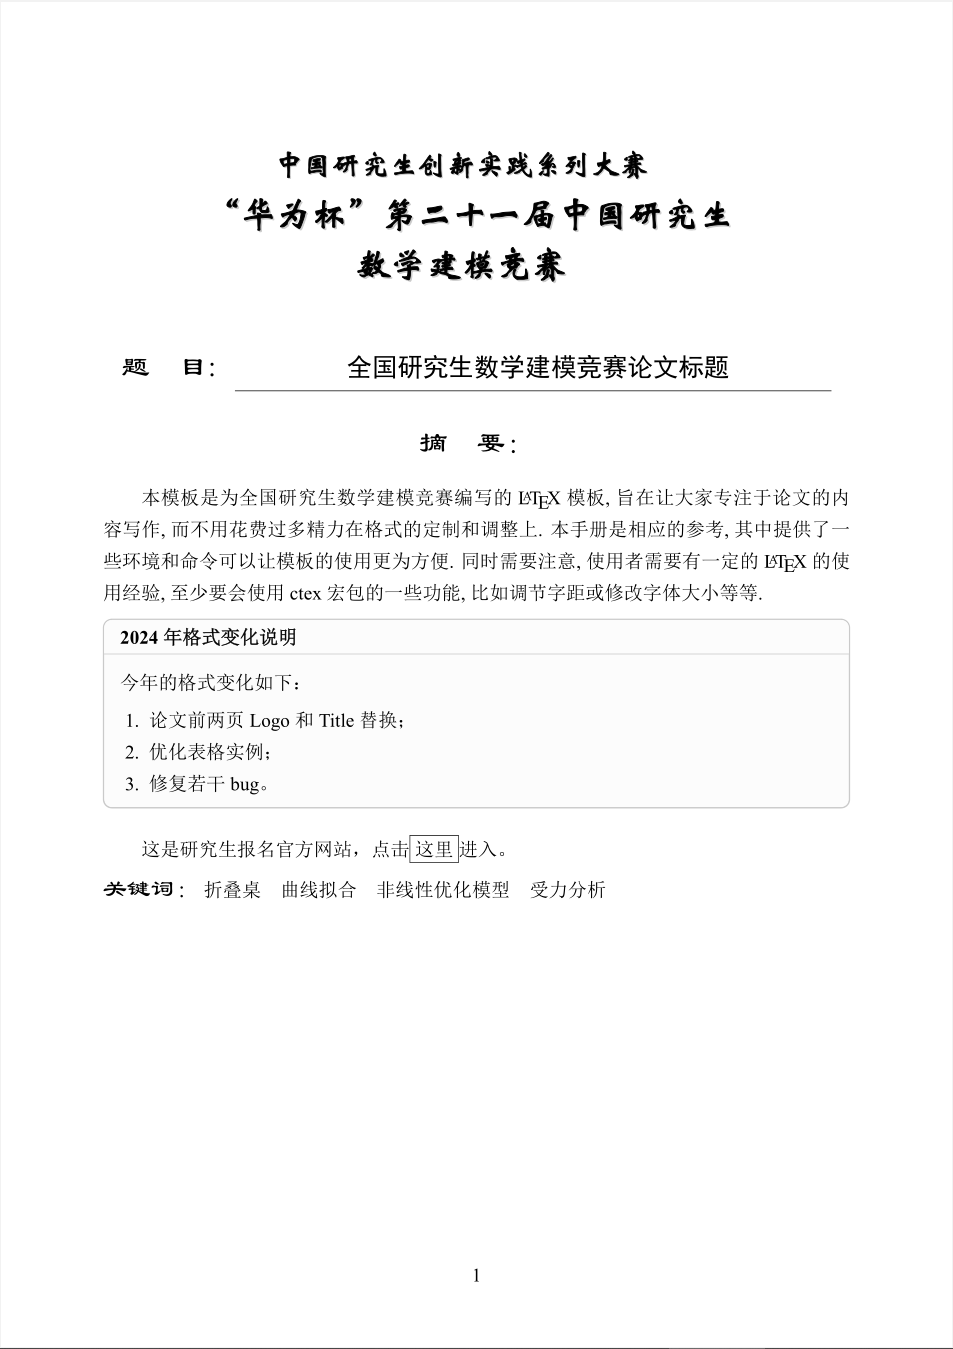 中国研究生创新实践系列大赛
“华为杯”第二十一届中国研究生
数学建模竞赛
题 目： 全国研究生数学建模竞赛论文标题
摘 要：
本模板是为全国研究生数学建模竞赛编写的 LATEX 模板, 旨在让大家专注于论文的内
容写作, 而不用花费过多精力在格式的定制和调整上. 本手册是相应的参考, 其中提供了一
些环境和命令可以让模板的使用更为方便. 同时需要注意, 使用者需要有一定的 LATEX 的使
用经验, 至少要会使用 ctex 宏包的一些功能, 比如调节字距或修改字体大小等等.
2024 年格式变化说明
今年的格式变化如下：
1. 论文前两页 Logo 和 Title 替换；
2. 优化表格实例；
3. 修复若干 bug。
这是研究生报名官方网站，点击 这里 进入。
关键词： 折叠桌 曲线拟合 非线性优化模型 受力分析
1